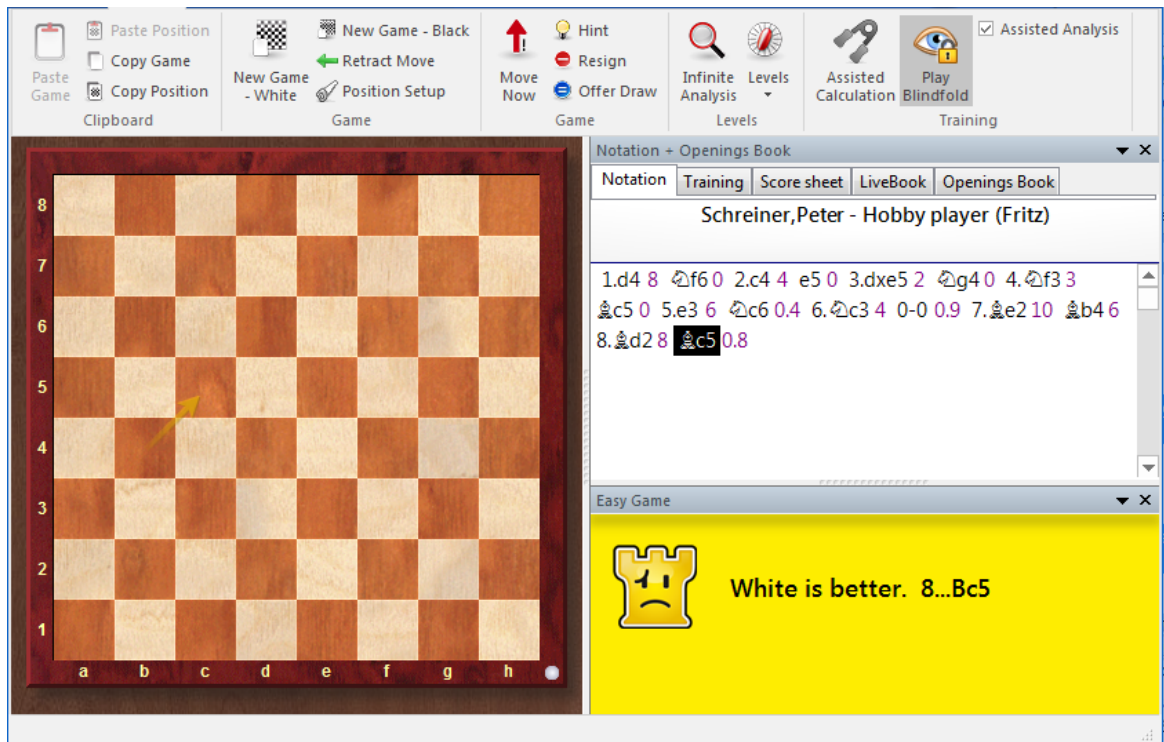 Paste Game
Paste Position
Copy Game
Copy Position
Clipboard
New Game - White
New Game - Black
Retract Move
Position Setup
Game
Move Now
Hint
Resign
Offer Draw
Game
Infinite Analysis
Levels
Levels
Assisted Calculation
Play Blindfold
Assisted Analysis
Training
8
7
6
5
4
3
2
1
a b c d e f g h
Notation + Openings Book
Notation Training Score sheet LiveBook Openings Book
Schreiner,Peter - Hobby player (Fritz)
1.d4 8 ♘f6 0 2.c4 4 e5 0 3.dxe5 2 ♘g4 0 4.♘f3 3
♗c5 0 5.e3 6 ♘c6 0.4 6.♘c3 4 0-0 0.9 7.♗e2 10 ♗b4 6
8.♗d2 8 ♗c5 0.8
Easy Game
White is better. 8...Bc5